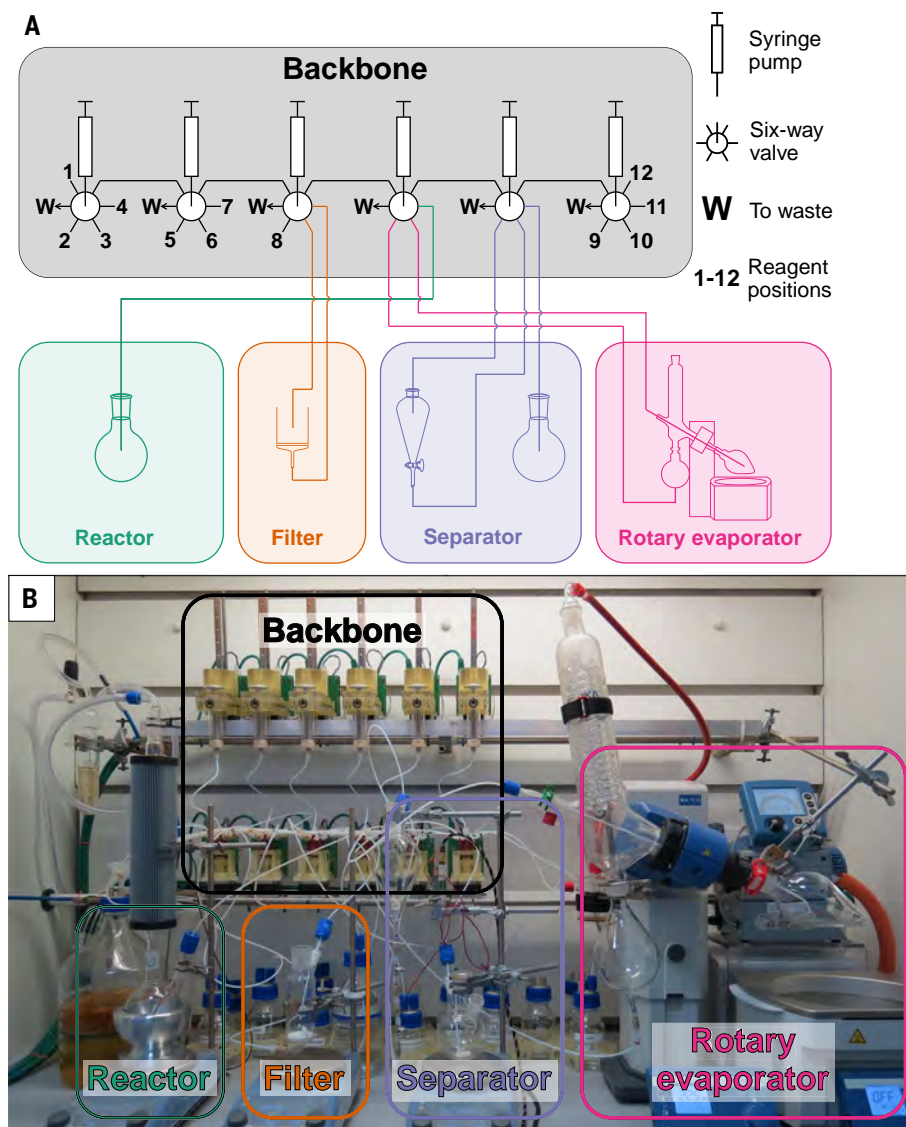 A
Backbone
Syringe
pump
Six-way
valve
W To waste
1-12 Reagent
positions
1
12
W 4 W 7 W W W W 11
2 3 5 6 8 9 10
Reactor
Filter
Separator
Rotary evaporator
B
Backbone
Reactor
Filter
Separator
Rotary
evaporator
OFF